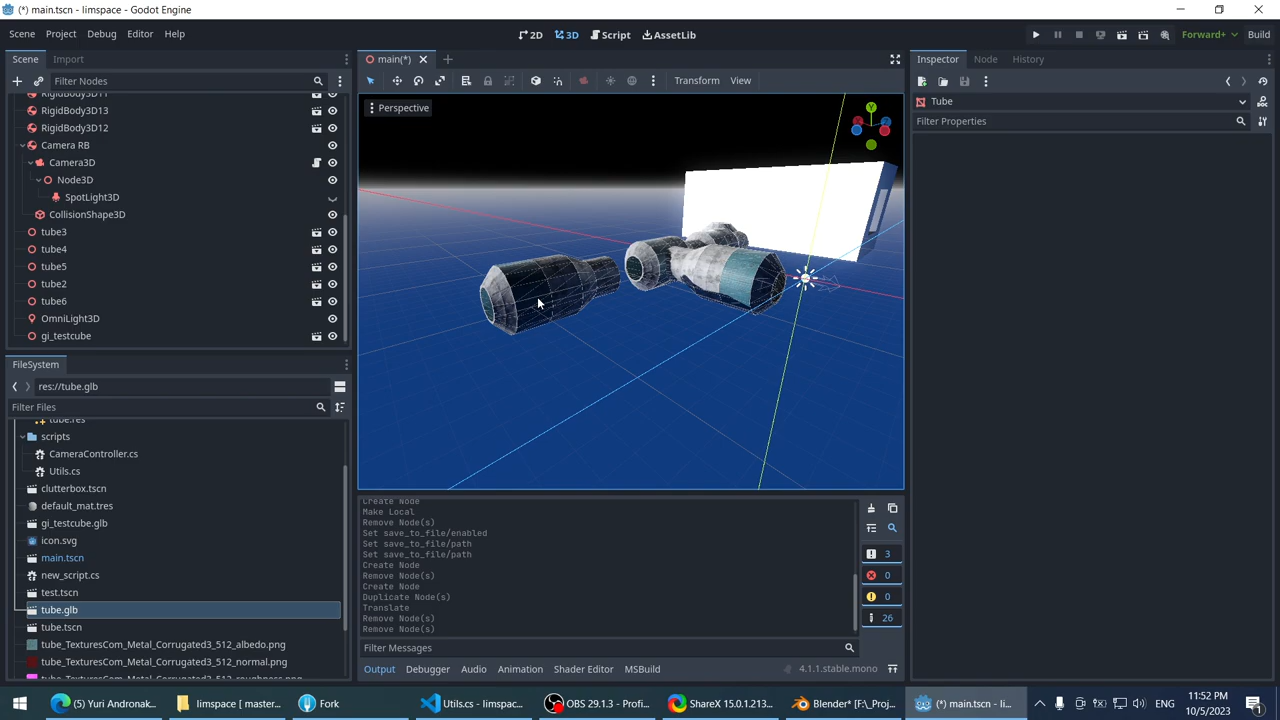 (*) main.tscn - limspace - Godot Engine
Scene Project Debug Editor Help
2D 3D Script AssetLib
Forward+ Build
Scene Import
main(*)
Inspector Node History
Filter Nodes
Transform View
Perspective
Tube
Filter Properties
RigidBody3D11
RigidBody3D13
RigidBody3D12
Camera RB
Camera3D
Node3D
SpotLight3D
CollisionShape3D
tube3
tube4
tube5
tube2
tube6
OmniLight3D
gi_testcube
FileSystem
res://tube.glb
Filter Files
tube.res
scripts
CameraController.cs
Utils.cs
clutterbox.tscn
default_mat.tres
gi_testcube.glb
icon.svg
main.tscn
new_script.cs
test.tscn
tube.glb
tube.tscn
tube_TexturesCom_Metal_Corrugated3_512_albedo.png
tube_TexturesCom_Metal_Corrugated3_512_normal.png
tube_TexturesCom_Metal_Corrugated3_512_roughness.png
Create Node
Make Local
Remove Node(s)
Set save_to_file/enabled
Set save_to_file/path
Set save_to_file/path
Create Node
Remove Node(s)
Create Node
Duplicate Node(s)
Translate
Remove Node(s)
Remove Node(s)
3
0
0
26
Filter Messages
Output Debugger Audio Animation Shader Editor MSBuild
4.1.1.stable.mono
(5) Yuri Andronak...
limspace [ master...
Fork
Utils.cs - limspac...
OBS 29.1.3 - Profi...
ShareX 15.0.1.213...
Blender* [F:\_Proj...
(*) main.tscn - li...
ENG
11:52 PM
10/5/2023
1